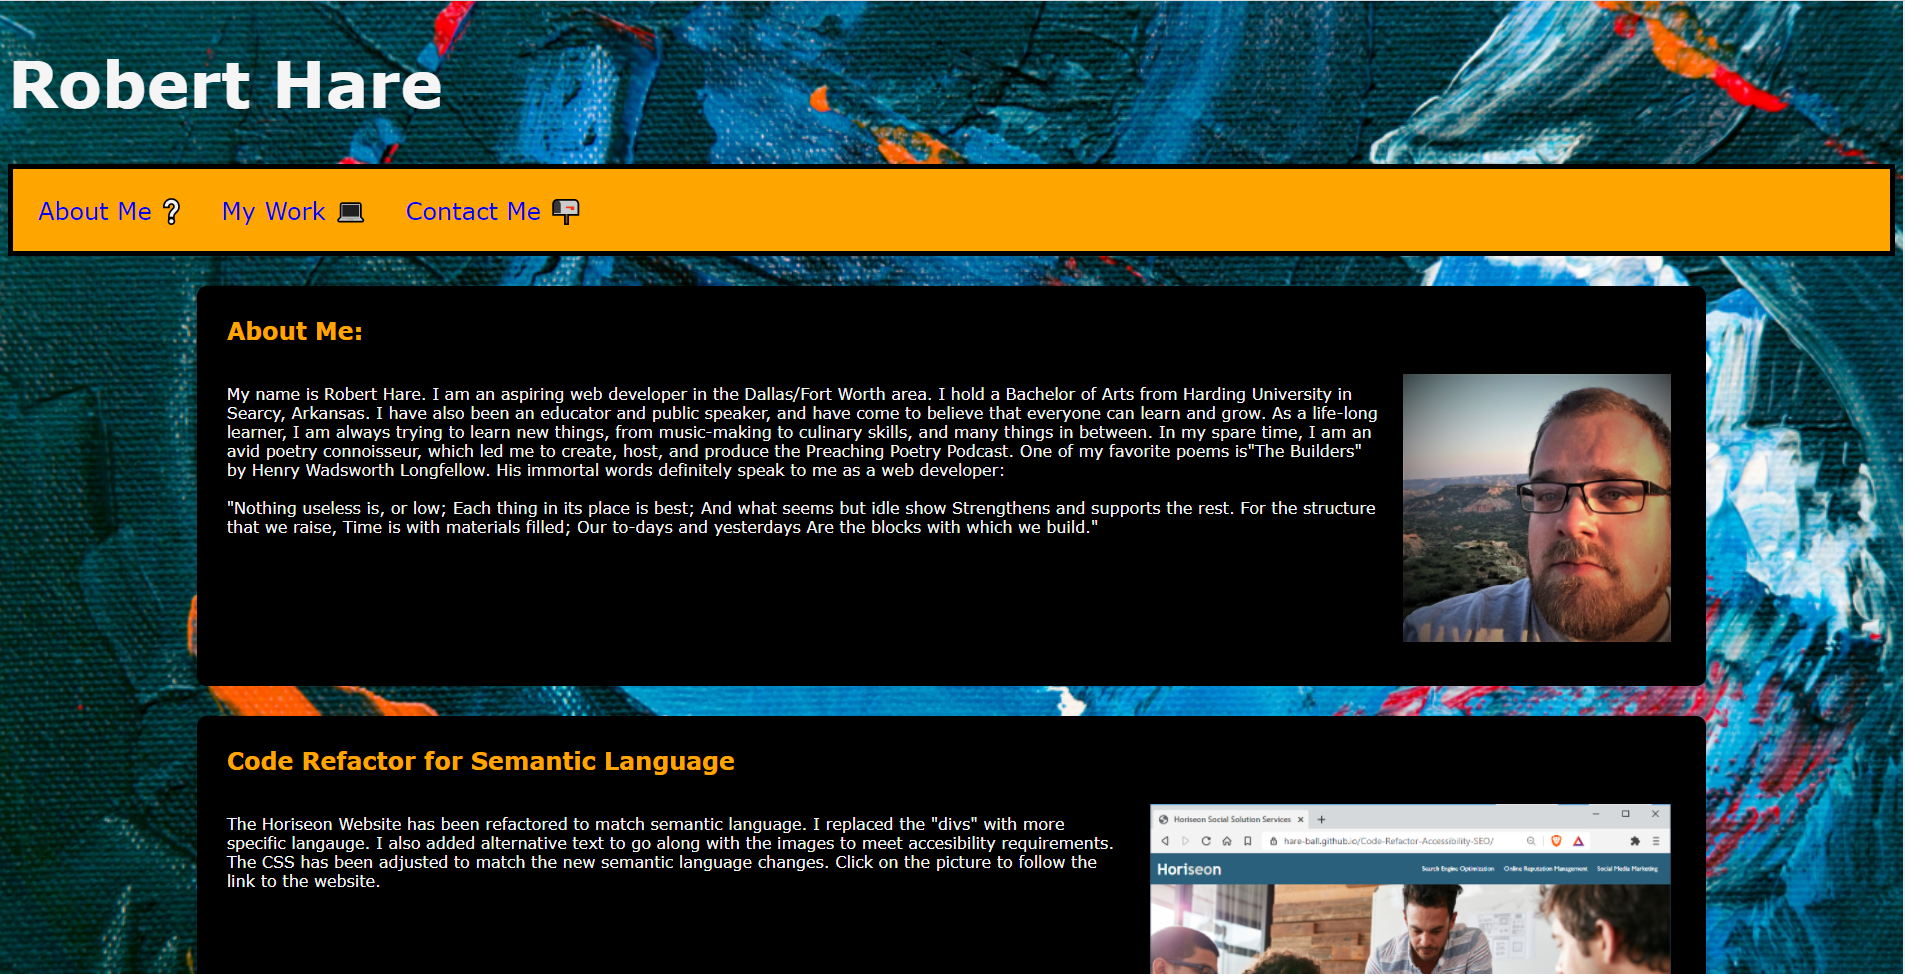 Robert Hare
About Me ❔ My Work 💻 Contact Me 📭
About Me:
My name is Robert Hare. I am an aspiring web developer in the Dallas/Fort Worth area. I hold a Bachelor of Arts from Harding University in
Searcy, Arkansas. I have also been an educator and public speaker, and have come to believe that everyone can learn and grow. As a life-long
learner, I am always trying to learn new things, from music-making to culinary skills, and many things in between. In my spare time, I am an
avid poetry connoisseur, which led me to create, host, and produce the Preaching Poetry Podcast. One of my favorite poems is"The Builders"
by Henry Wadsworth Longfellow. His immortal words definitely speak to me as a web developer:
"Nothing useless is, or low; Each thing in its place is best; And what seems but idle show Strengthens and supports the rest. For the structure
that we raise, Time is with materials filled; Our to-days and yesterdays Are the blocks with which we build."
Code Refactor for Semantic Language
The Horiseon Website has been refactored to match semantic language. I replaced the "divs" with more
specific langauge. I also added alternative text to go along with the images to meet accesibility requirements.
The CSS has been adjusted to match the new semantic language changes. Click on the picture to follow the
link to the website.
Horiseon Social Solution Services
hare-ball.github.io/Code-Refactor-Accessibility-SEO/
Horiseon Search Engine Optimization Online Reputation Management Social Media Marketing